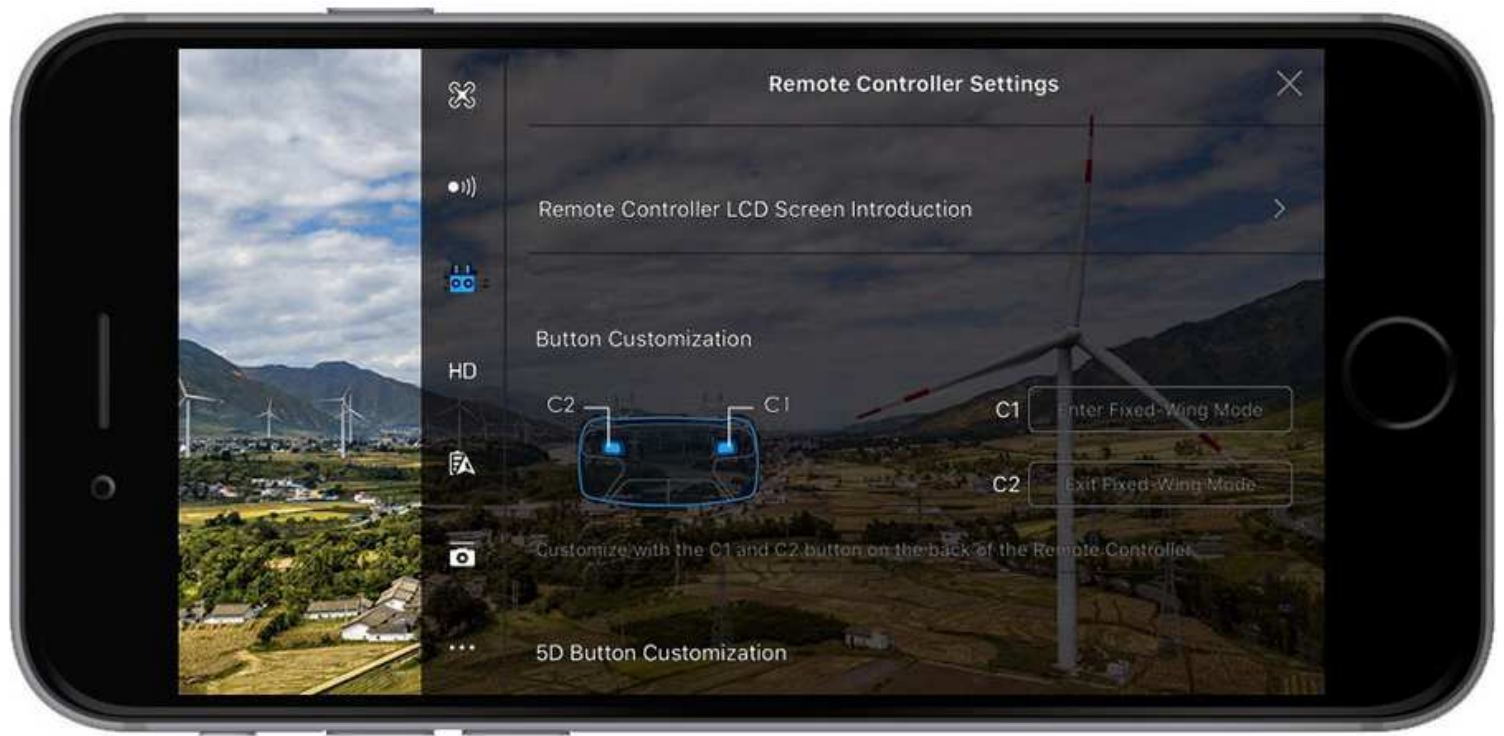 Remote Controller Settings
Remote Controller LCD Screen Introduction
Button Customization
HD
C2
C1
C1 Enter Fixed-Wing Mode
C2 Exit Fixed-Wing Mode
Customize with the C1 and C2 button on the back of the Remote Controller.
5D Button Customization